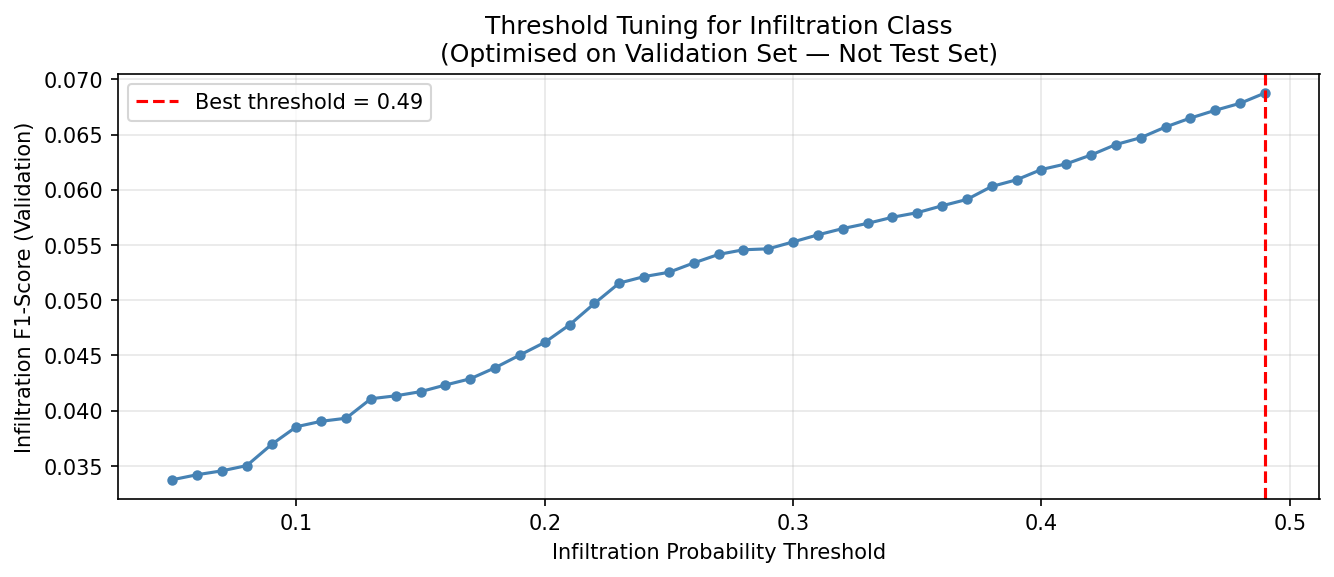 Threshold Tuning for Infiltration Class
(Optimised on Validation Set — Not Test Set)
Best threshold = 0.49
Infiltration F1-Score (Validation)
0.070
0.065
0.060
0.055
0.050
0.045
0.040
0.035
0.1 0.2 0.3 0.4 0.5
Infiltration Probability Threshold